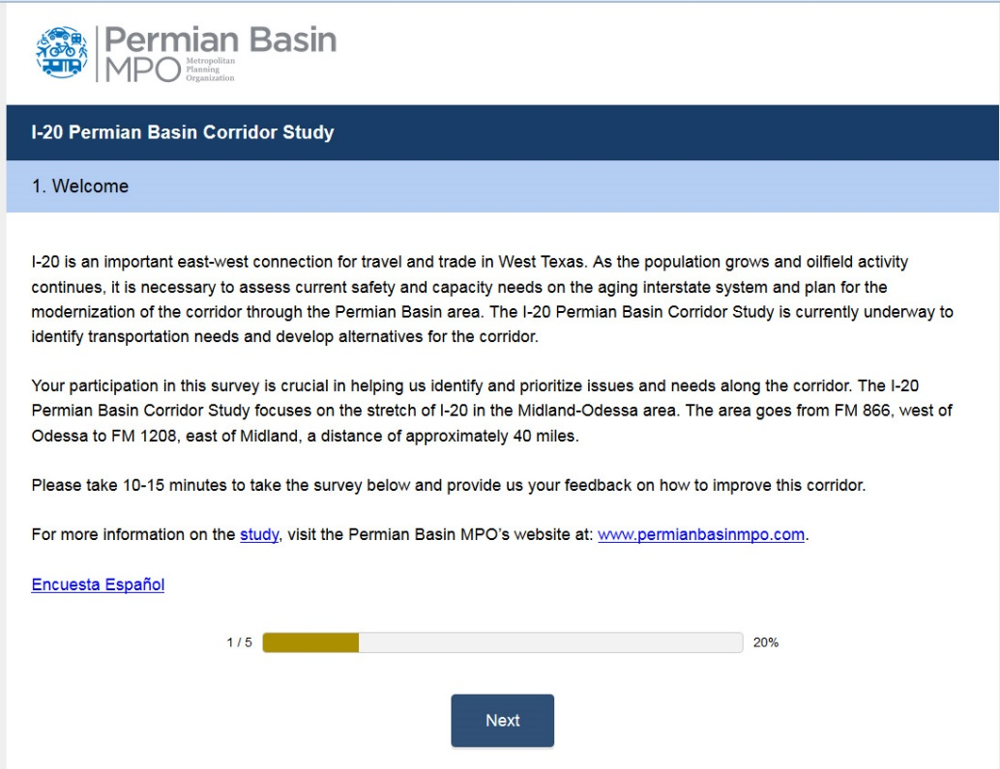 Permian Basin
MPO Metropolitan
Planning
Organization
I-20 Permian Basin Corridor Study
1. Welcome
I-20 is an important east-west connection for travel and trade in West Texas. As the population grows and oilfield activity
continues, it is necessary to assess current safety and capacity needs on the aging interstate system and plan for the
modernization of the corridor through the Permian Basin area. The I-20 Permian Basin Corridor Study is currently underway to
identify transportation needs and develop alternatives for the corridor.
Your participation in this survey is crucial in helping us identify and prioritize issues and needs along the corridor. The I-20
Permian Basin Corridor Study focuses on the stretch of I-20 in the Midland-Odessa area. The area goes from FM 866, west of
Odessa to FM 1208, east of Midland, a distance of approximately 40 miles.
Please take 10-15 minutes to take the survey below and provide us your feedback on how to improve this corridor.
For more information on the study, visit the Permian Basin MPO's website at: www.permianbasinmpo.com.
Encuesta Español
1 / 5 20%
Next